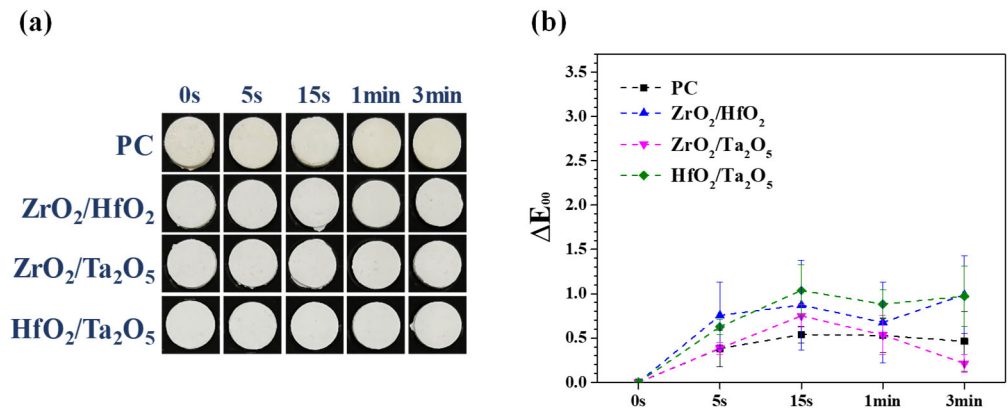 (a)
0s 5s 15s 1min 3min
PC
ZrO₂/HfO₂
ZrO₂/Ta₂O₅
HfO₂/Ta₂O₅
(b)
ΔE₀₀
3.5
3.0
2.5
2.0
1.5
1.0
0.5
0.0
PC
ZrO₂/HfO₂
ZrO₂/Ta₂O₅
HfO₂/Ta₂O₅
0s 5s 15s 1min 3min